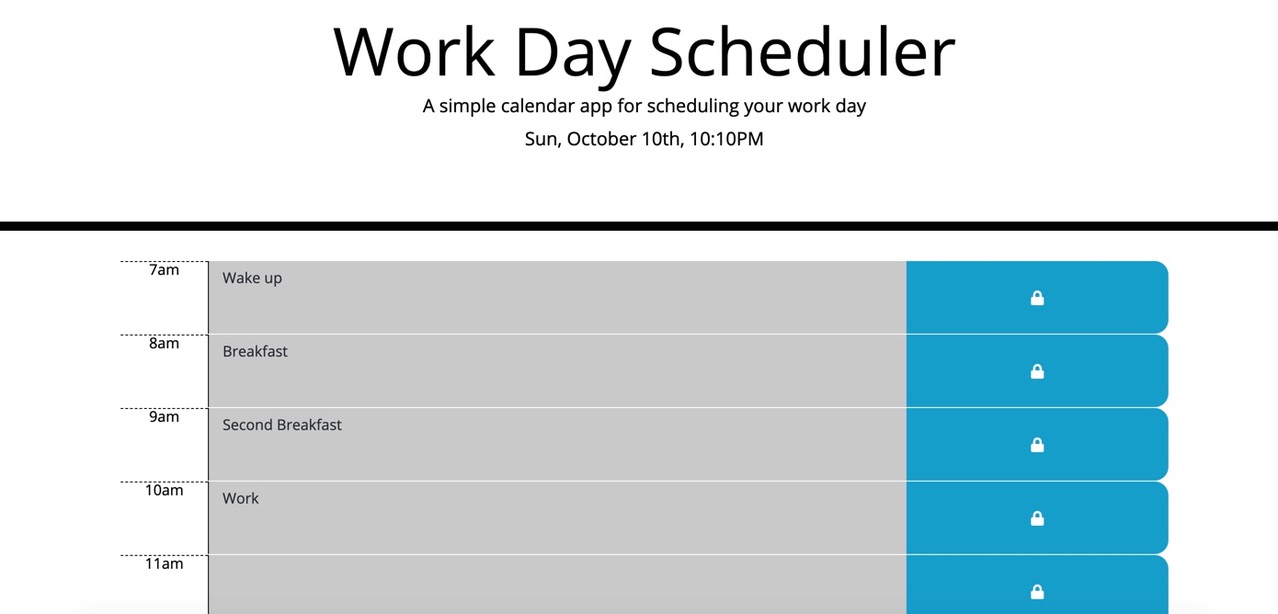 Work Day Scheduler
A simple calendar app for scheduling your work day
Sun, October 10th, 10:10PM
7am
Wake up
8am
Breakfast
9am
Second Breakfast
10am
Work
11am